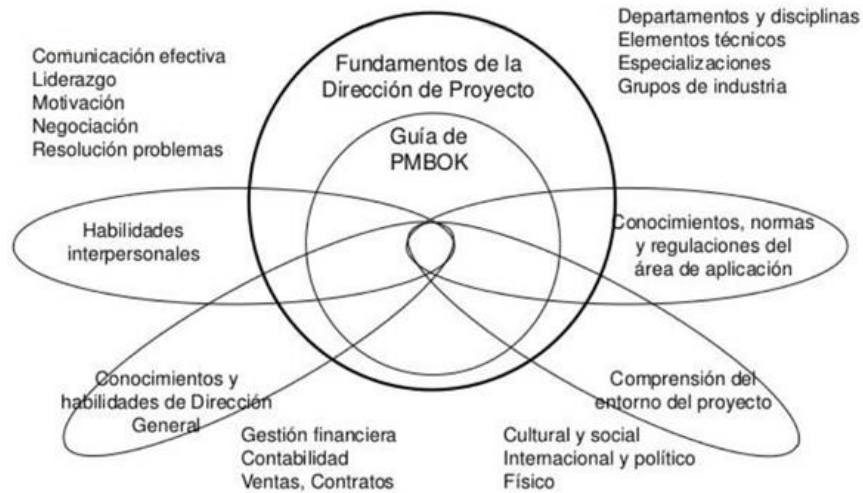 Comunicación efectiva
Liderazgo
Motivación
Negociación
Resolución problemas
Fundamentos de la
Dirección de Proyecto
Guía de
PMBOK
Departamentos y disciplinas
Elementos técnicos
Especializaciones
Grupos de industria
Habilidades
interpersonales
Conocimientos, normas
y regulaciones del
área de aplicación
Conocimientos y
habilidades de Dirección
General
Comprensión del
entorno del proyecto
Gestión financiera
Contabilidad
Ventas, Contratos
Cultural y social
Internacional y político
Físico